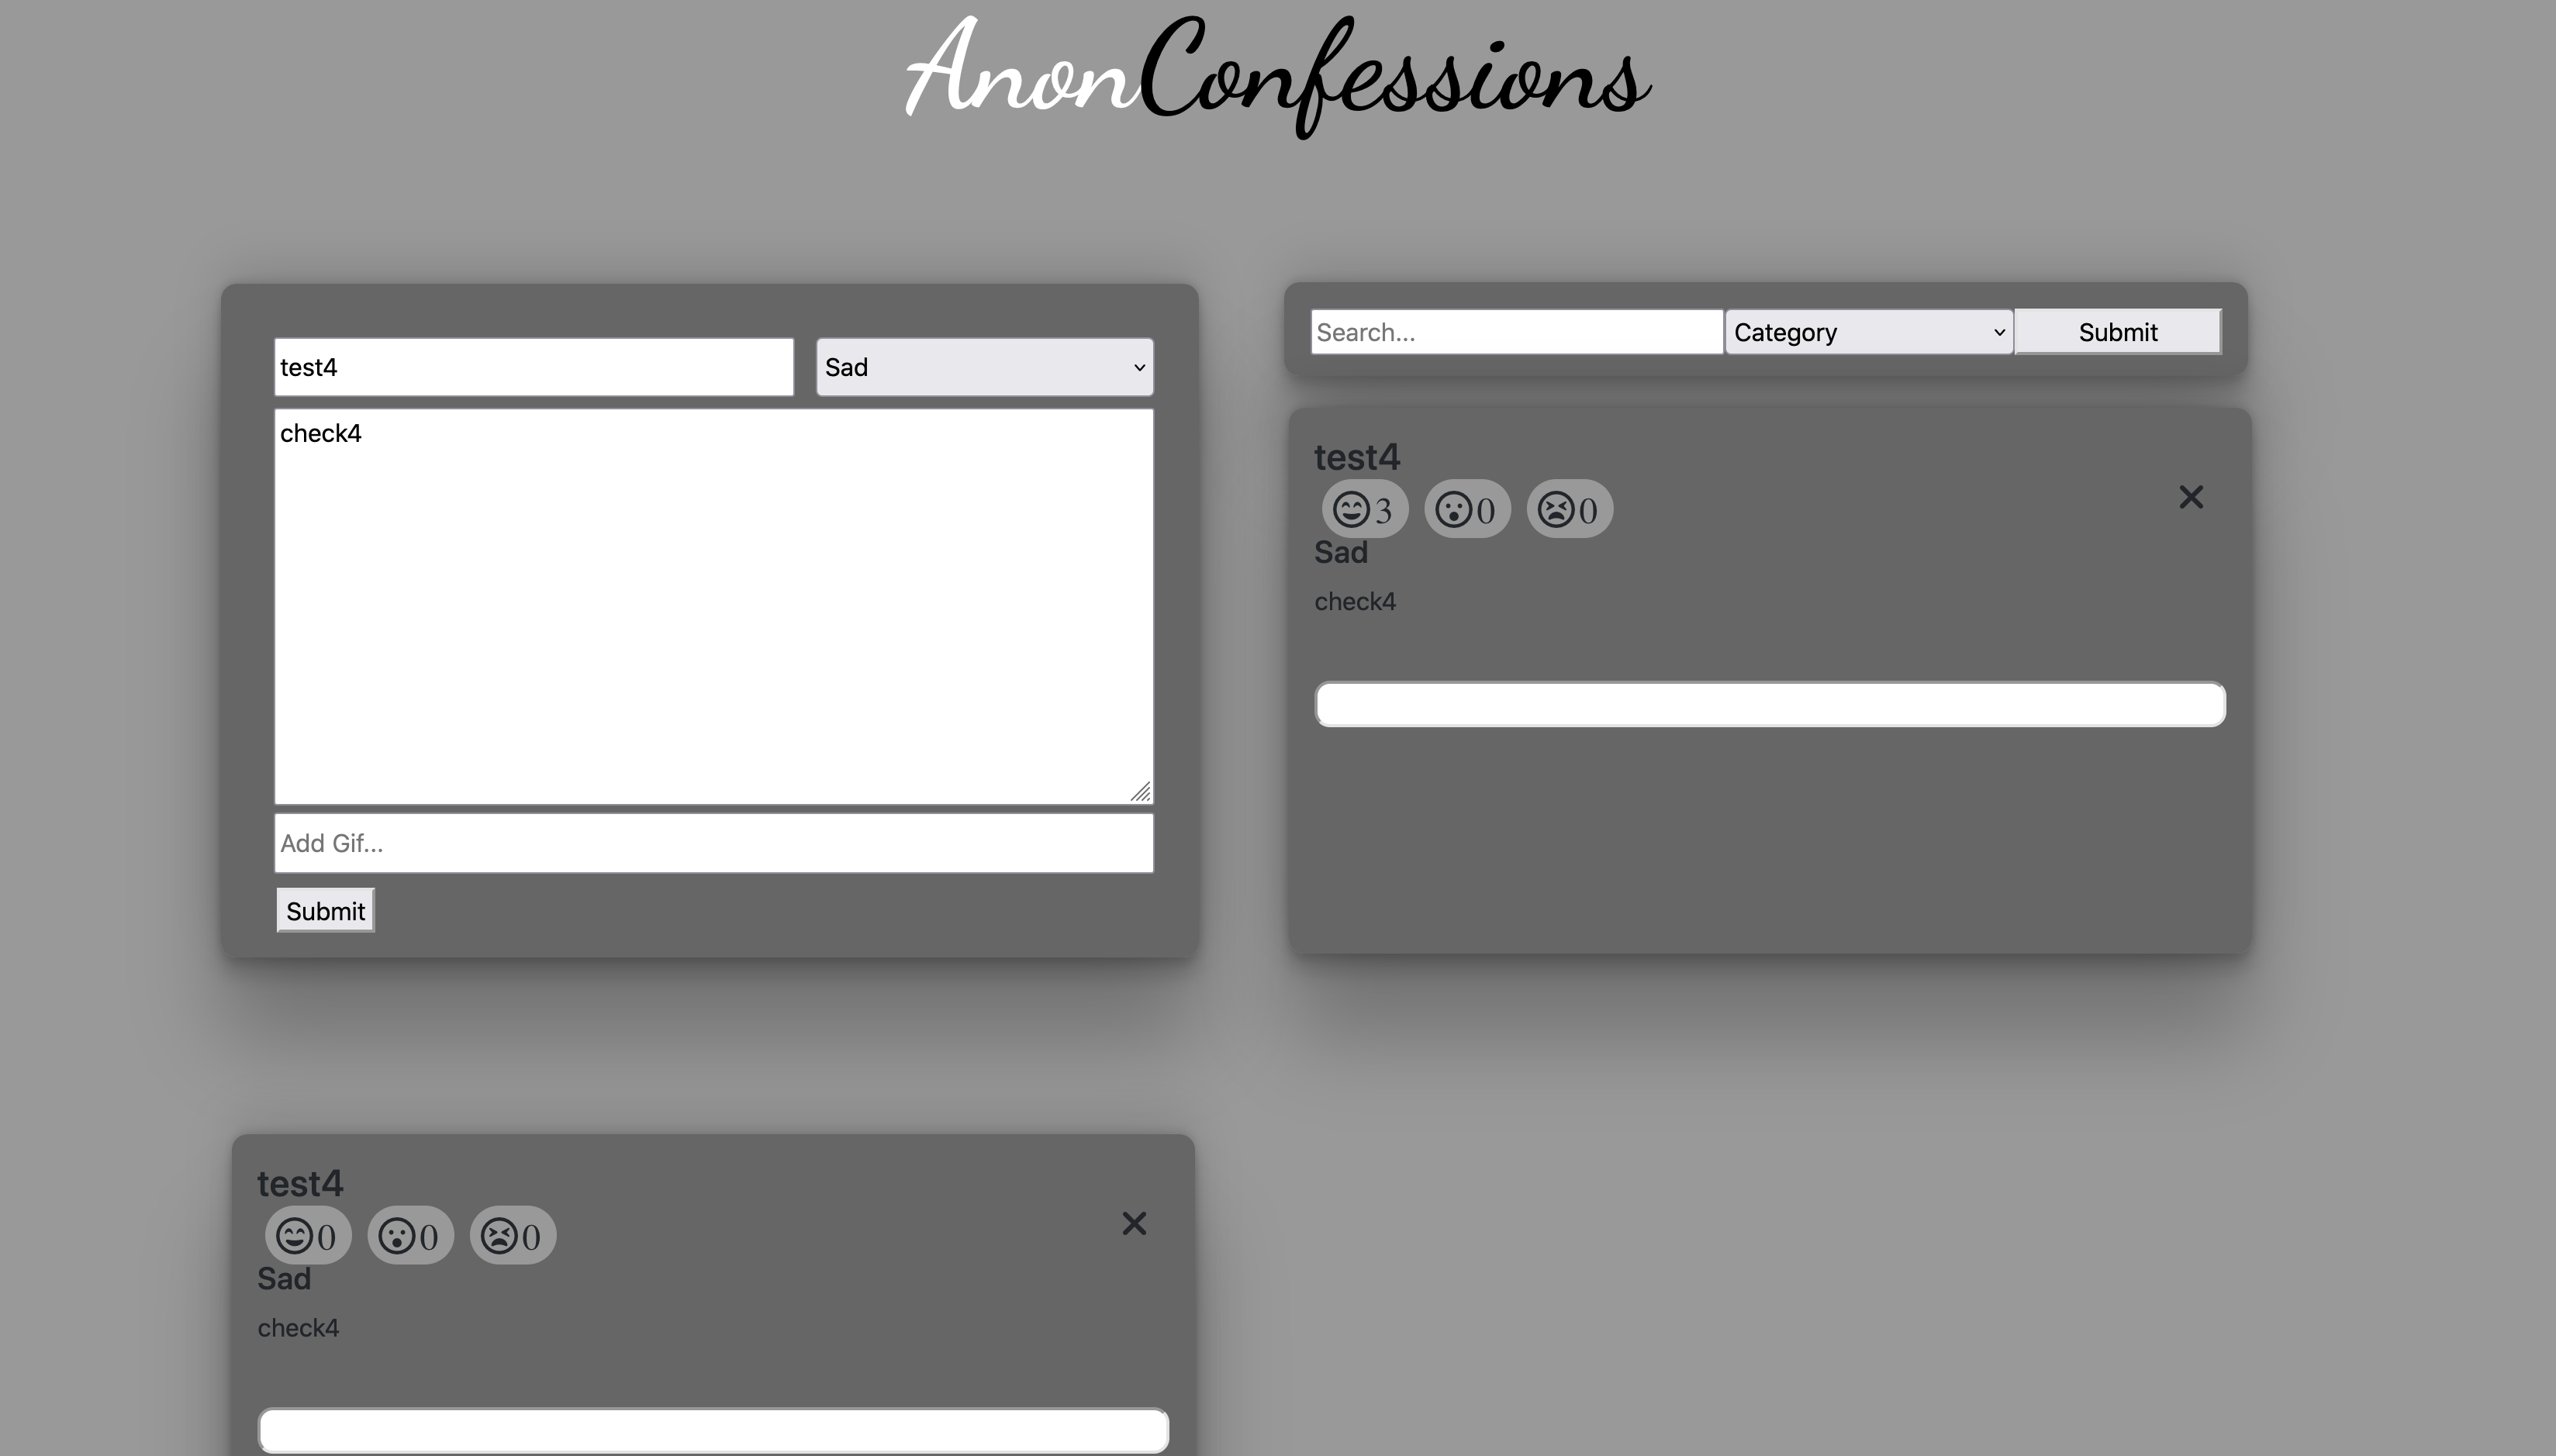 AnonConfessions
test4
Sad
check4
Add Gif...
Submit
Search...
Category
Submit
test4
3 0 0
Sad
check4
test4
0 0 0
Sad
check4